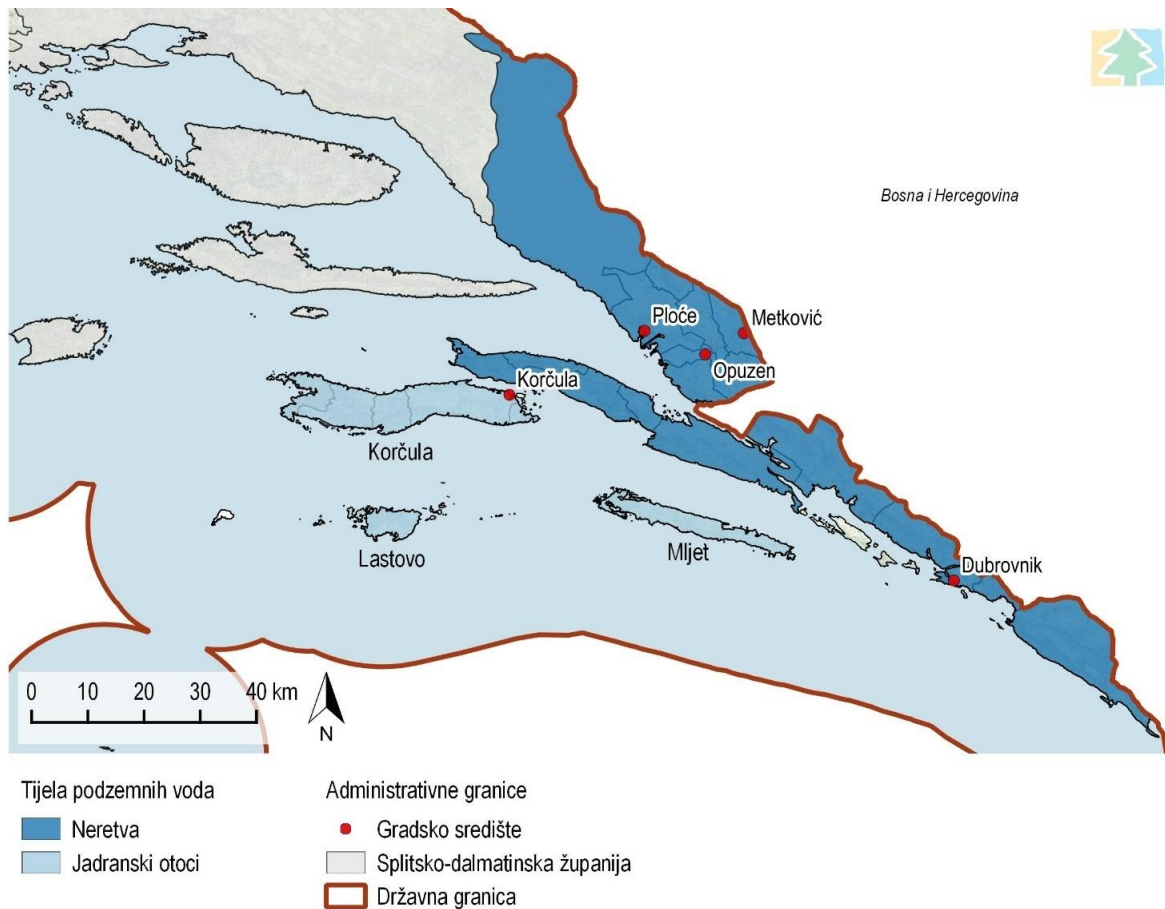 Bosna i Hercegovina
Ploće
Metković
Opuzen
Korčula
Korčula
Lastovo
Mljet
Dubrovnik
0 10 20 30 40 km
N
Tijela podzemnih voda
Neretva
Jadranski otoci
Administrativne granice
Gradsko središte
Splitsko-dalmatinska županija
Državna granica